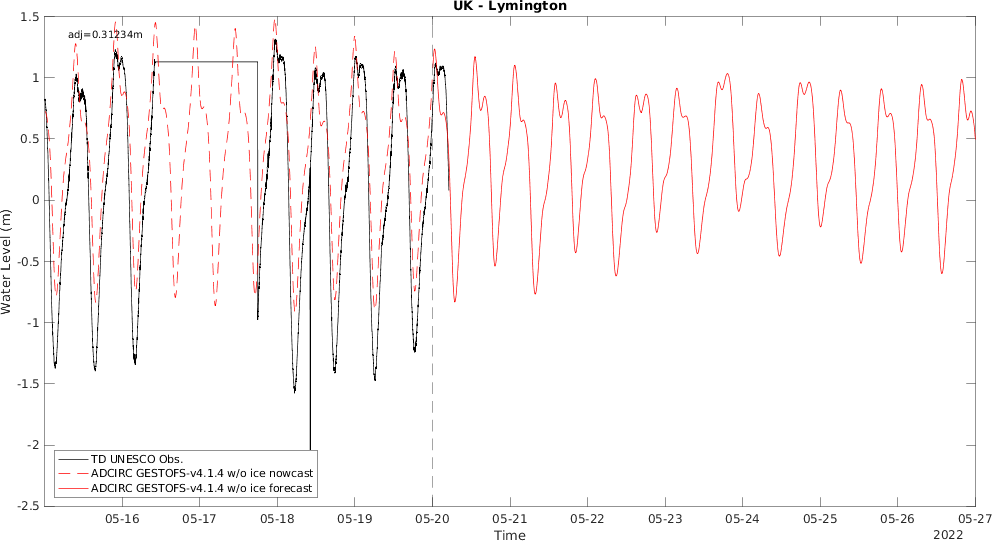 UK - Lymington
adj=0.31234m
1.5
1
0.5
0
-0.5
-1
-1.5
-2
-2.5
Water Level (m)
TD UNESCO Obs.
ADCIRC GESTOFS-v4.1.4 w/o ice nowcast
ADCIRC GESTOFS-v4.1.4 w/o ice forecast
05-16 05-17 05-18 05-19 05-20 05-21 05-22 05-23 05-24 05-25 05-26 05-27
Time
2022